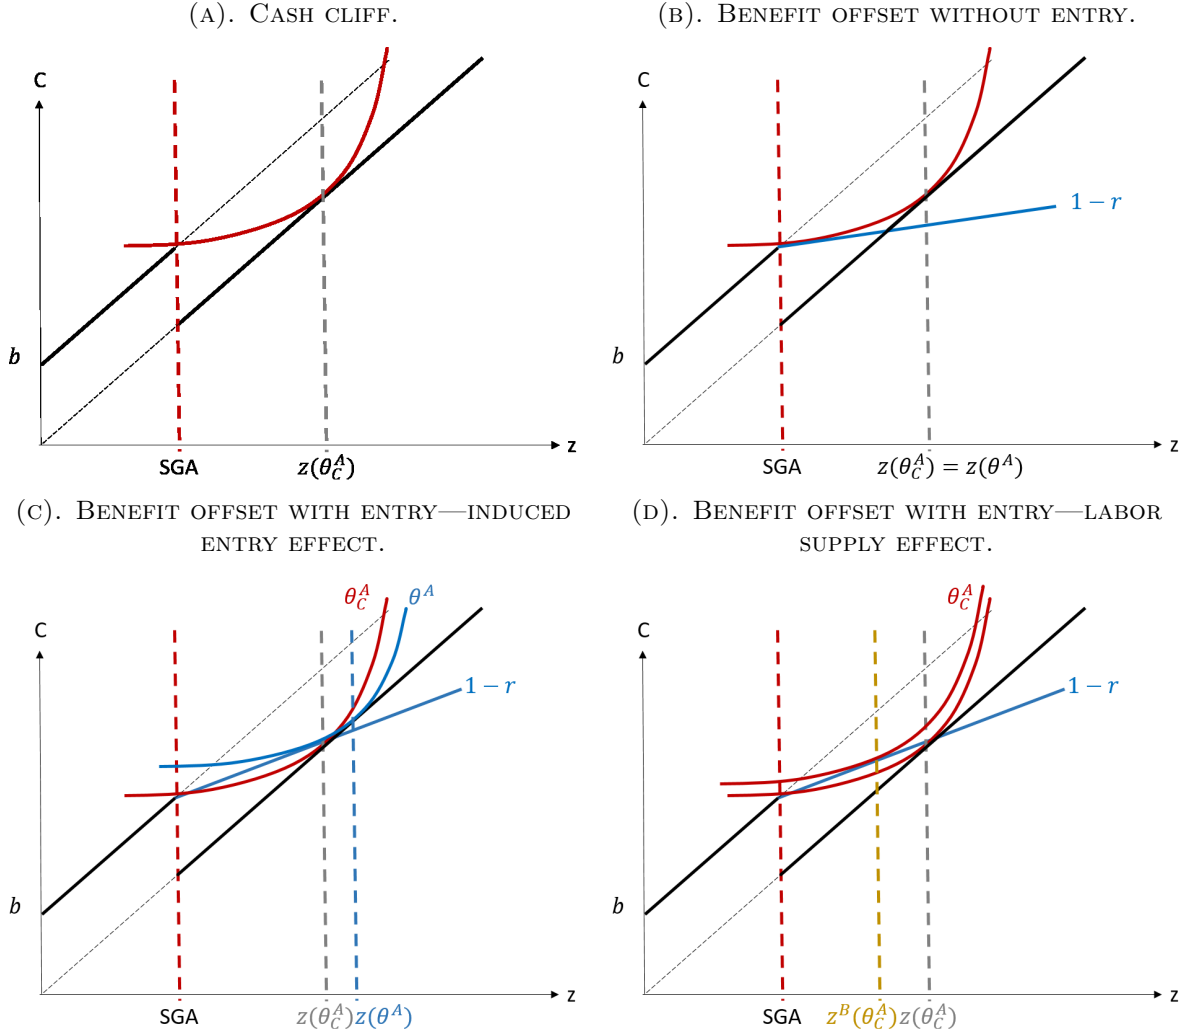 (A). CASH CLIFF.
C
b
SGA
z(θ_C^A)
z
(B). BENEFIT OFFSET WITHOUT ENTRY.
C
1 − r
b
SGA
z(θ_C^A) = z(θ^A)
z
(C). BENEFIT OFFSET WITH ENTRY—INDUCED
ENTRY EFFECT.
θ_C^A
θ^A
C
1 − r
b
SGA
z(θ_C^A)
z(θ^A)
z
(D). BENEFIT OFFSET WITH ENTRY—LABOR
SUPPLY EFFECT.
θ_C^A
C
1 − r
b
SGA
z^B(θ_C^A)
z(θ_C^A)
z